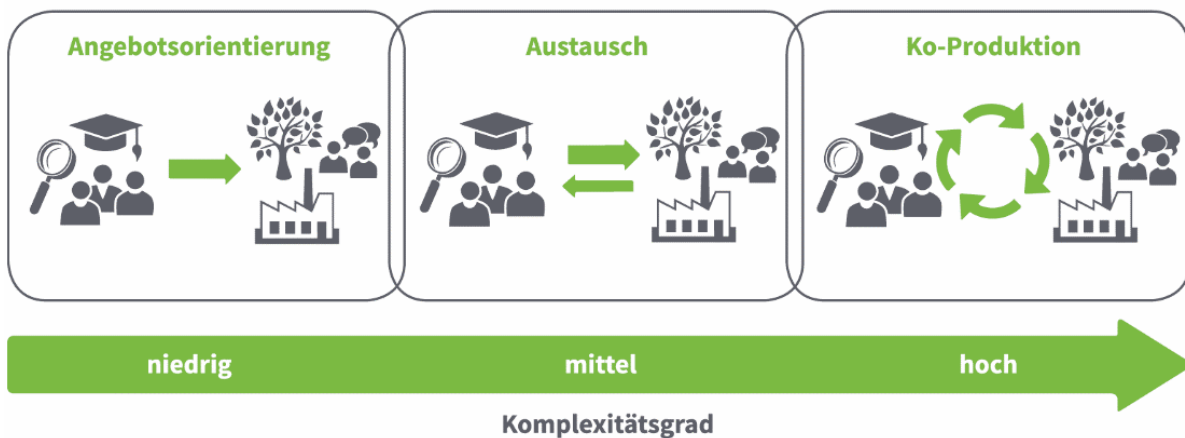 Angebotsorientierung
Austausch
Ko-Produktion
niedrig
mittel
hoch
Komplexitätsgrad